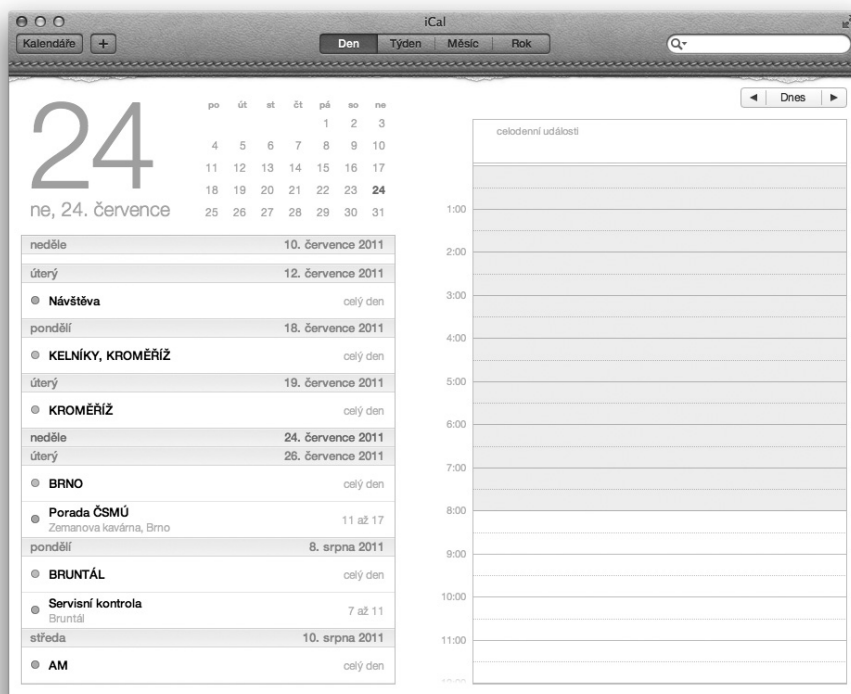 iCal
Kalendáře + Den Týden Měsíc Rok
Dnes
24
ne, 24. července
po út st čt pá so ne
1 2 3
4 5 6 7 8 9 10
11 12 13 14 15 16 17
18 19 20 21 22 23 24
25 26 27 28 29 30 31
neděle 10. července 2011
úterý 12. července 2011
Návštěva celý den
pondělí 18. července 2011
KELNÍKY, KROMĚŘÍŽ celý den
úterý 19. července 2011
KROMĚŘÍŽ celý den
neděle 24. července 2011
úterý 26. července 2011
BRNO celý den
Porada ČSMÚ 11 až 17
Zemanova kavárna, Brno
pondělí 8. srpna 2011
BRUNTÁL celý den
Servisní kontrola 7 až 11
Bruntál
středa 10. srpna 2011
AM celý den
celodenní události
1:00
2:00
3:00
4:00
5:00
6:00
7:00
8:00
9:00
10:00
11:00
12:00